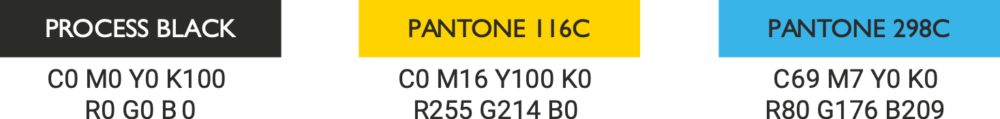 PROCESS BLACK
C0 M0 Y0 K100
R0 G0 B 0
PANTONE 116C
C0 M16 Y100 K0
R255 G214 B0
PANTONE 298C
C69 M7 Y0 K0
R80 G176 B209